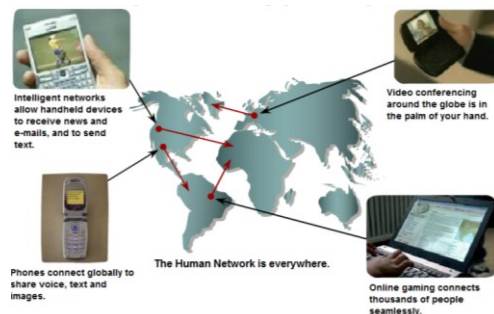 Intelligent networks
allow handheld devices
to receive news and
e-mails, and to send
text.
Video conferencing
around the globe is in
the palm of your hand.
Phones connect globally to
share voice, text and
images.
The Human Network is everywhere.
Online gaming connects
thousands of people
seamlessly.